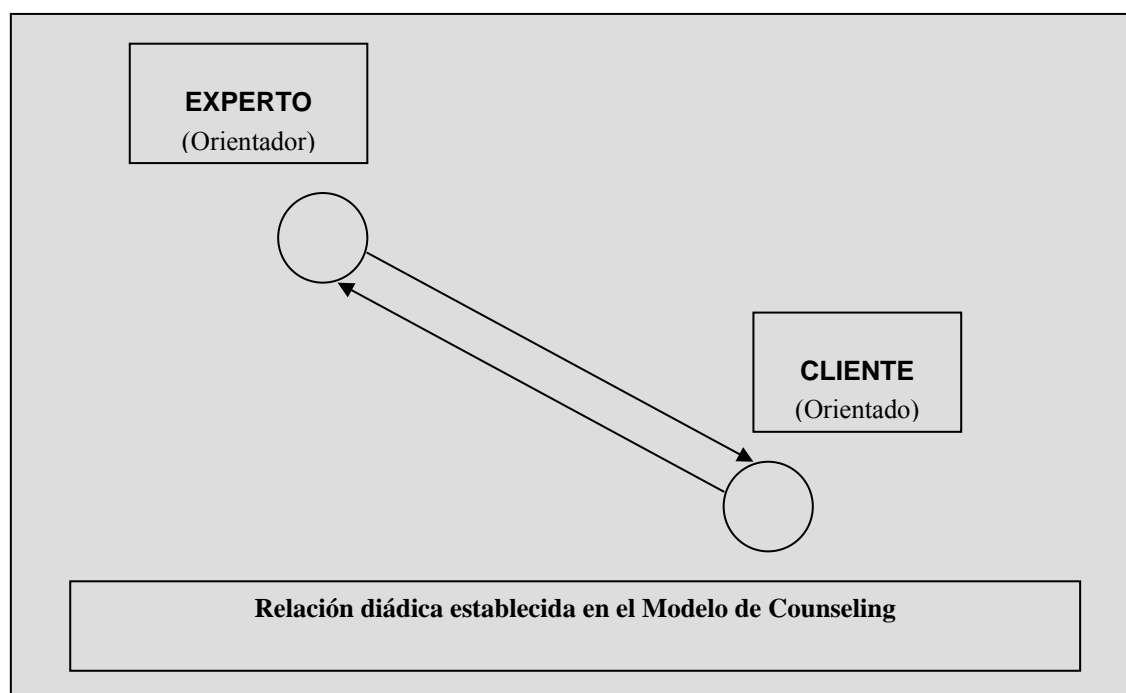 EXPERTO
(Orientador)
CLIENTE
(Orientado)
Relación diádica establecida en el Modelo de Counseling